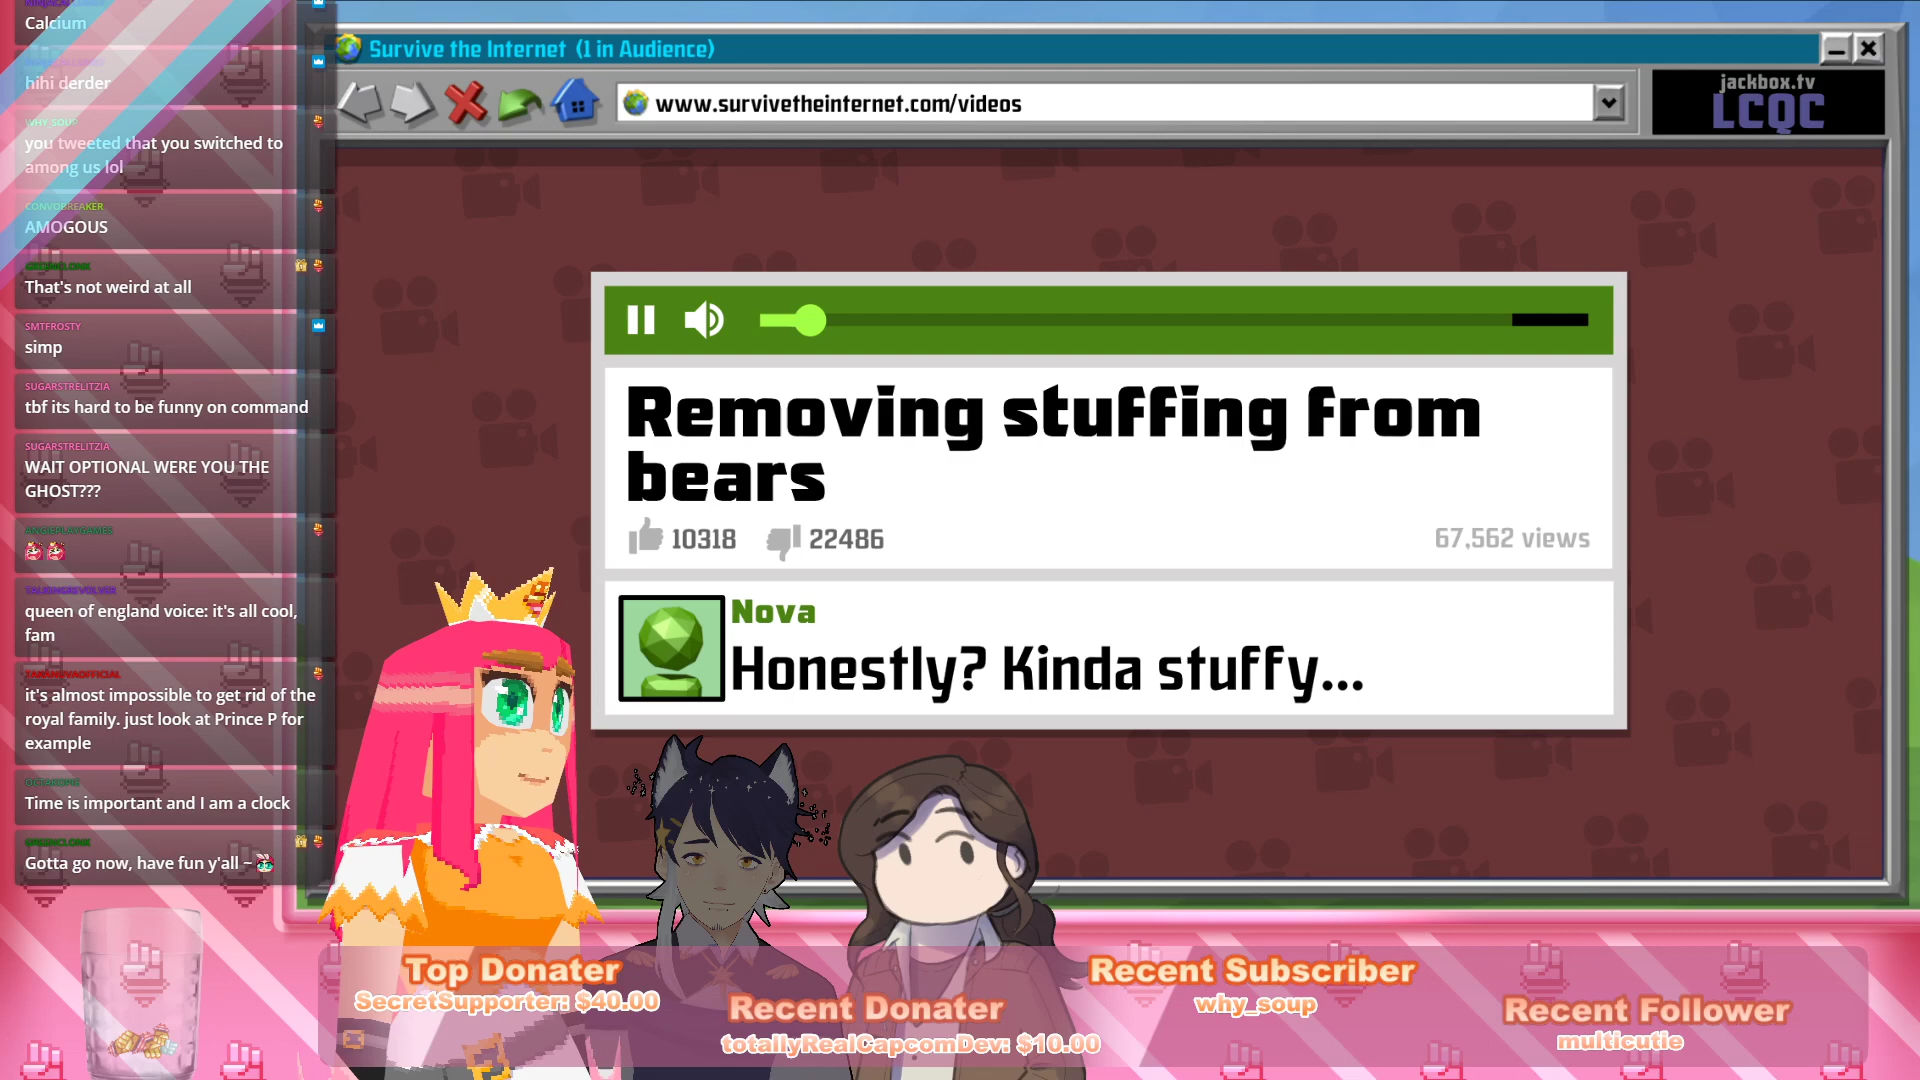 Calcium
hihi derder
WHY_SOUP
you tweeted that you switched to
among us lol
CONVOBREAKER
AMOGOUS
That's not weird at all
SMTFROSTY
simp
SUGARSTRELITZIA
tbf its hard to be funny on command
SUGARSTRELITZIA
WAIT OPTIONAL WERE YOU THE
GHOST???
ANGIEPLAYGAMES
queen of england voice: it's all cool,
fam
it's almost impossible to get rid of the
royal family. just look at Prince P for
example
Time is important and I am a clock
Gotta go now, have fun y'all ~
Survive the Internet (1 in Audience)
www.survivetheinternet.com/videos
jackbox.tv
LCQC
Removing stuffing from
bears
10318
22486
67,562 views
Nova
Honestly? Kinda stuffy...
Top Donater
SecretSupporter: $40.00
Recent Donater
totallyRealCapcomDev: $10.00
Recent Subscriber
why_soup
Recent Follower
multicutie